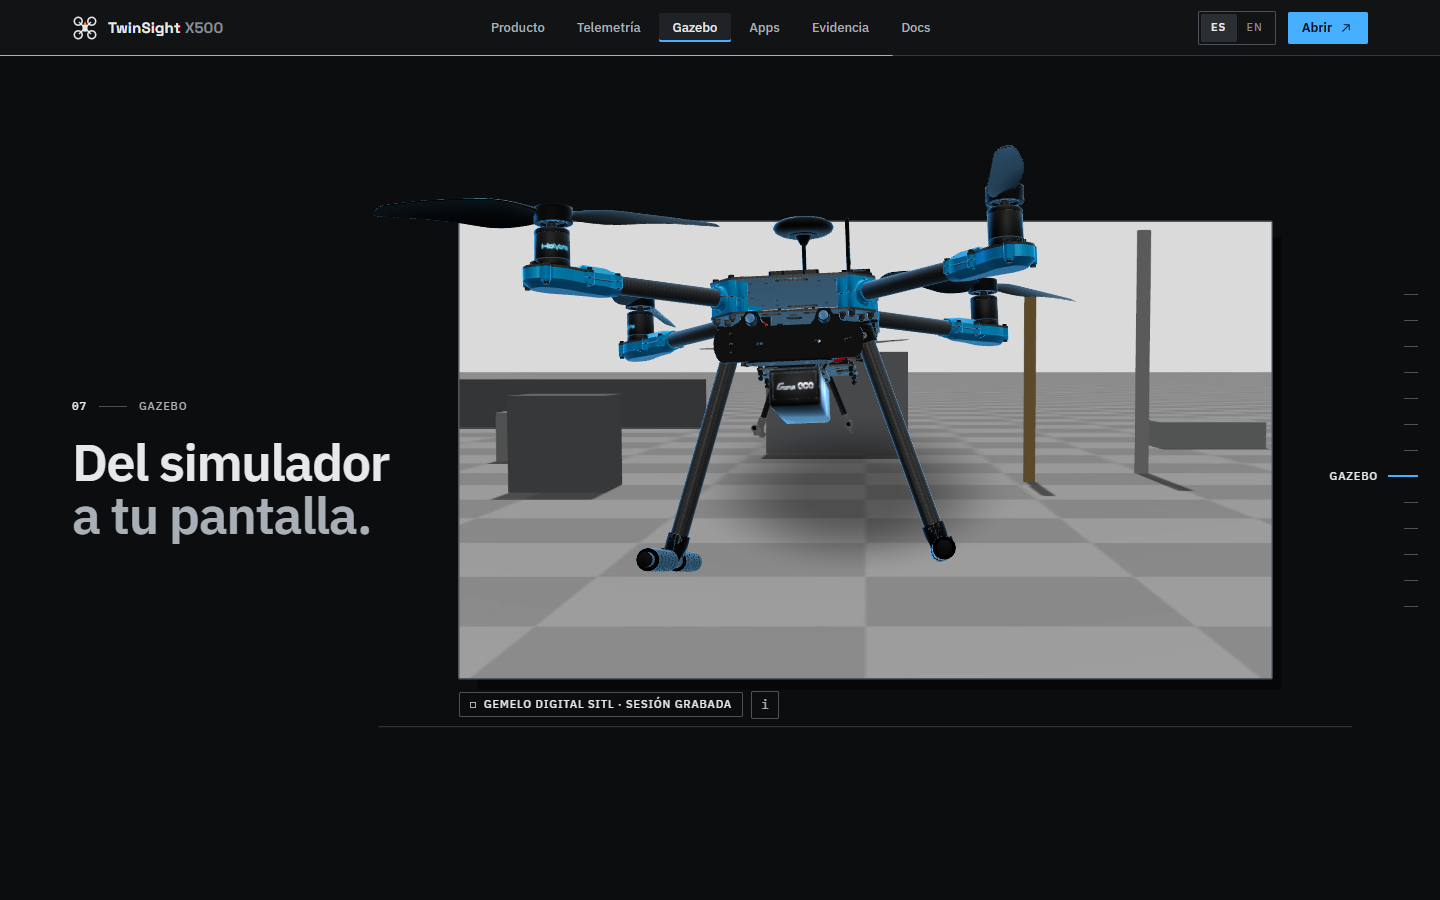 TwinSight X500
Producto
Telemetría
Gazebo
Apps
Evidencia
Docs
ES
EN
Abrir
07
GAZEBO
Del simulador
a tu pantalla.
GAZEBO
GEMELO DIGITAL SITL · SESIÓN GRABADA
i